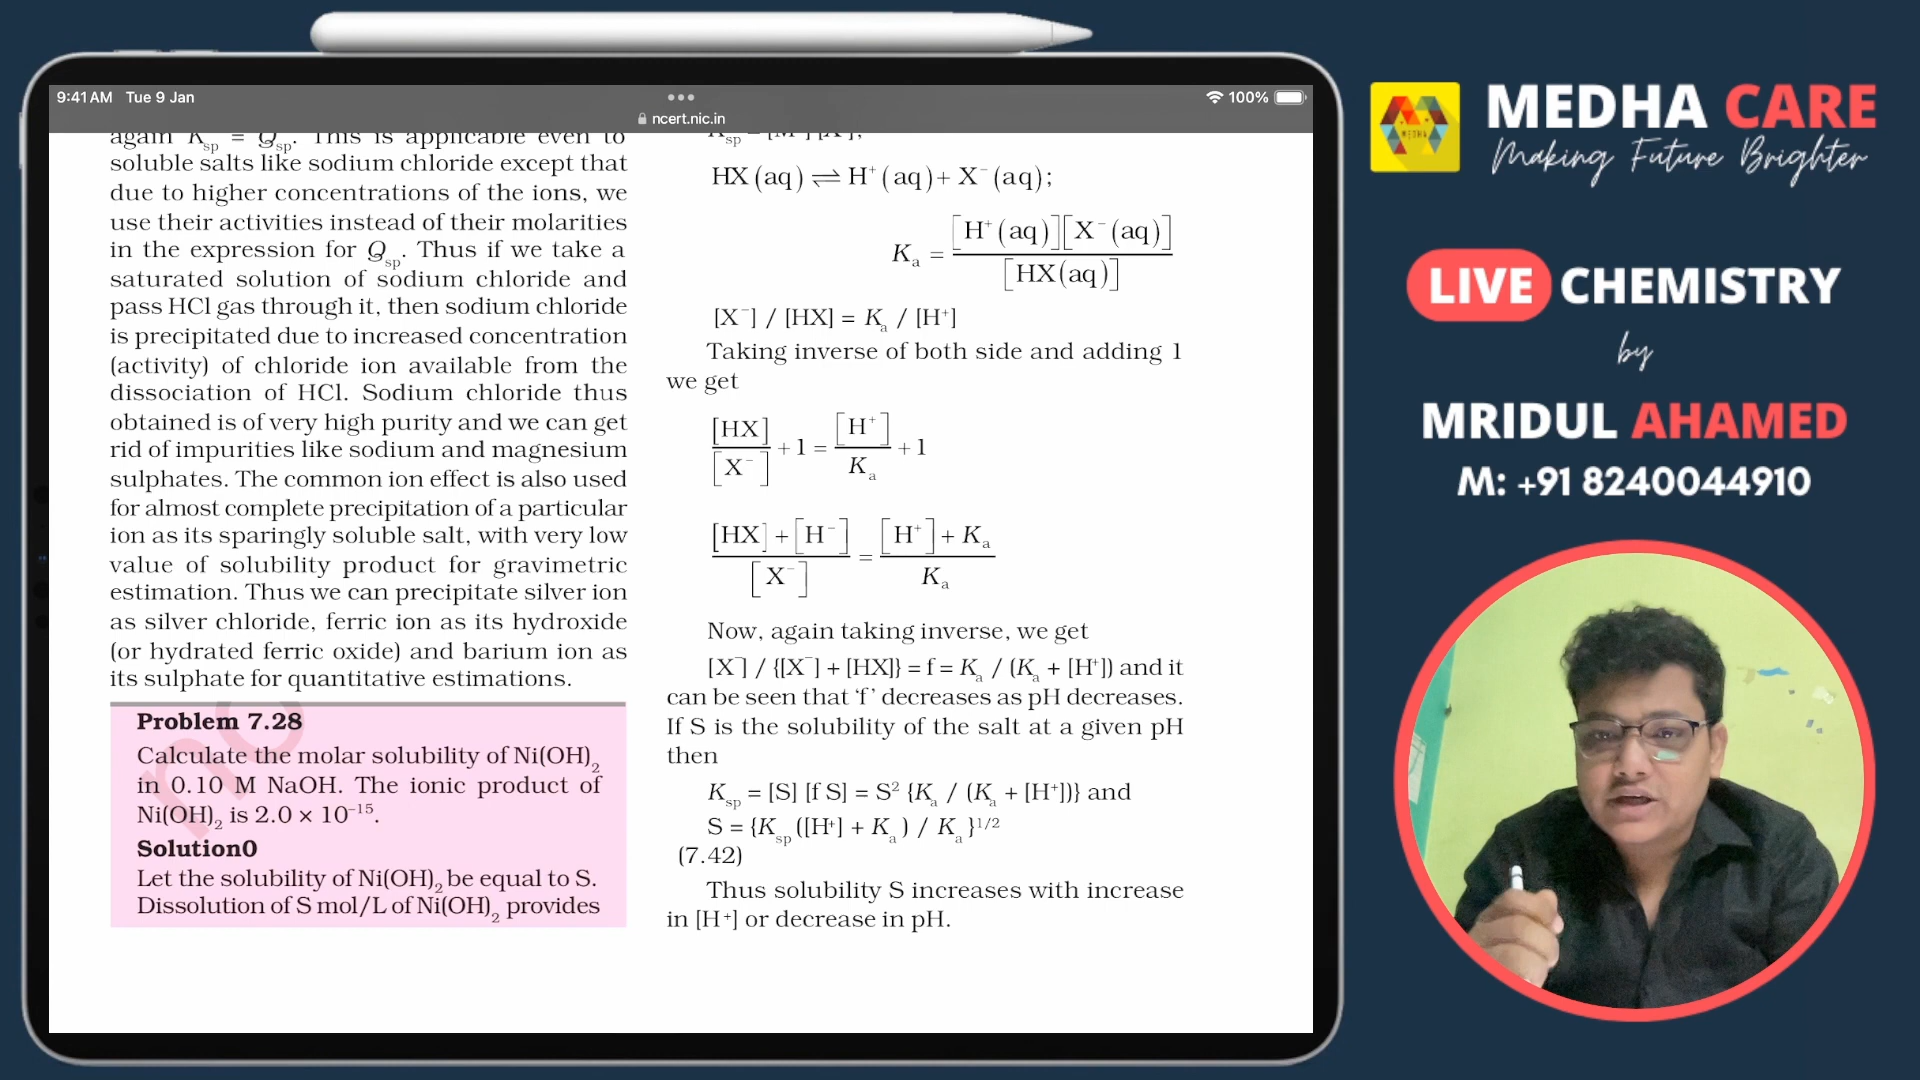 9:41 AM Tue 9 Jan
100%
ncert.nic.in
MEDHA CARE
Making Future Brighter
MEDHA
LIVE CHEMISTRY
by
MRIDUL AHAMED
M: +91 8240044910
again Ksp = Qsp. This is applicable even to
soluble salts like sodium chloride except that
due to higher concentrations of the ions, we
use their activities instead of their molarities
in the expression for Qsp. Thus if we take a
saturated solution of sodium chloride and
pass HCl gas through it, then sodium chloride
is precipitated due to increased concentration
(activity) of chloride ion available from the
dissociation of HCl. Sodium chloride thus
obtained is of very high purity and we can get
rid of impurities like sodium and magnesium
sulphates. The common ion effect is also used
for almost complete precipitation of a particular
ion as its sparingly soluble salt, with very low
value of solubility product for gravimetric
estimation. Thus we can precipitate silver ion
as silver chloride, ferric ion as its hydroxide
(or hydrated ferric oxide) and barium ion as
its sulphate for quantitative estimations.
Problem 7.28
Calculate the molar solubility of Ni(OH)₂
in 0.10 M NaOH. The ionic product of
Ni(OH)₂ is 2.0 × 10⁻¹⁵.
Solution0
Let the solubility of Ni(OH)₂ be equal to S.
Dissolution of S mol/L of Ni(OH)₂ provides
HX (aq) ⇌ H⁺ (aq) + X⁻ (aq);
Kₐ = [H⁺ (aq)][X⁻ (aq)] / [HX(aq)]
[X⁻] / [HX] = Kₐ / [H⁺]
Taking inverse of both side and adding 1
we get
[HX] / [X⁻] + 1 = [H⁺] / Kₐ + 1
[HX] + [H⁻] / [X⁻] = [H⁺] + Kₐ / Kₐ
Now, again taking inverse, we get
[X⁻] / {[X⁻] + [HX]} = f = Kₐ / (Kₐ + [H⁺]) and it
can be seen that ‘f’ decreases as pH decreases.
If S is the solubility of the salt at a given pH
then
Ksp = [S] [f S] = S² {Kₐ / (Kₐ + [H⁺])} and
S = {Ksp ([H⁺] + Kₐ ) / Kₐ }¹/²
(7.42)
Thus solubility S increases with increase
in [H⁺] or decrease in pH.